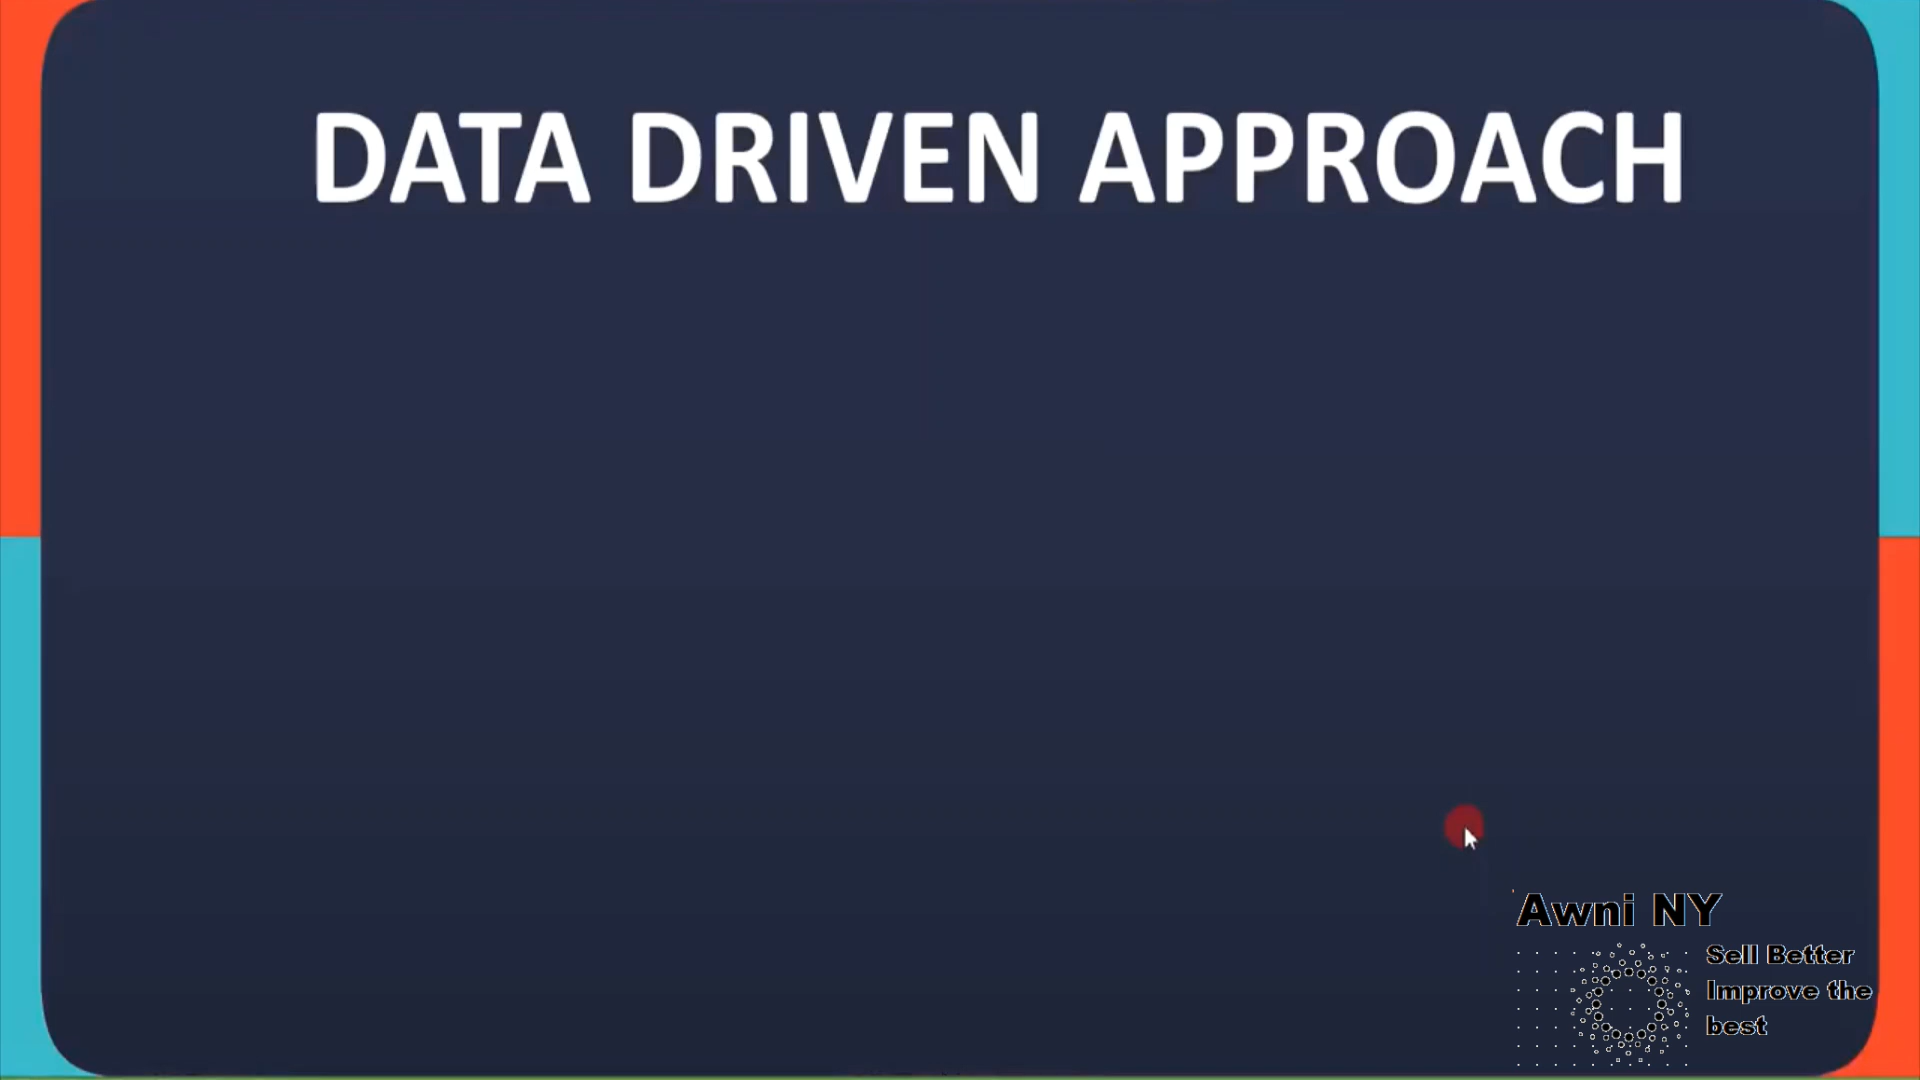 DATA DRIVEN APPROACH
Awni NY
Sell Better
Improve the
best